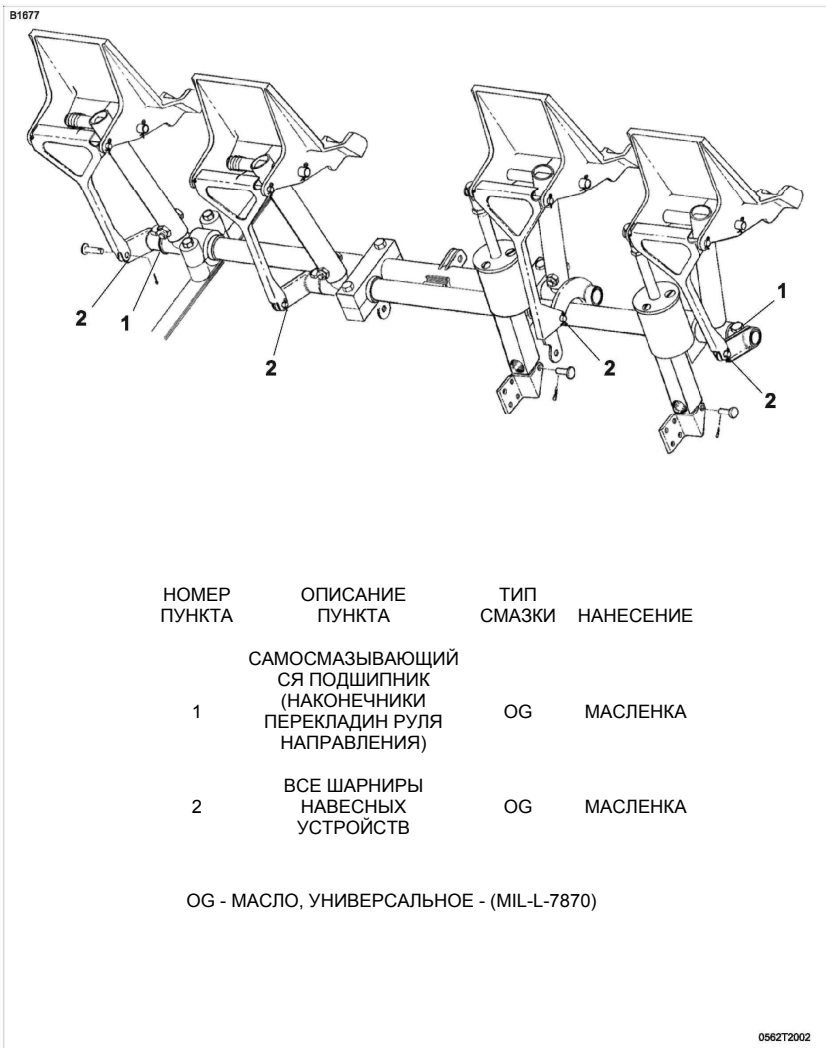 B1677
2
1
2
2
1
2
НОМЕР ПУНКТА ОПИСАНИЕ ПУНКТА ТИП СМАЗКИ НАНЕСЕНИЕ
1
САМОСМАЗЫВАЮЩИЙ
СЯ ПОДШИПНИК
(НАКОНЕЧНИКИ
ПЕРЕКЛАДИН РУЛЯ
НАПРАВЛЕНИЯ)
OG
МАСЛЕНКА
2
ВСЕ ШАРНИРЫ
НАВЕСНЫХ
УСТРОЙСТВ
OG
МАСЛЕНКА
OG - МАСЛО, УНИВЕРСАЛЬНОЕ - (MIL-L-7870)
0562T2002